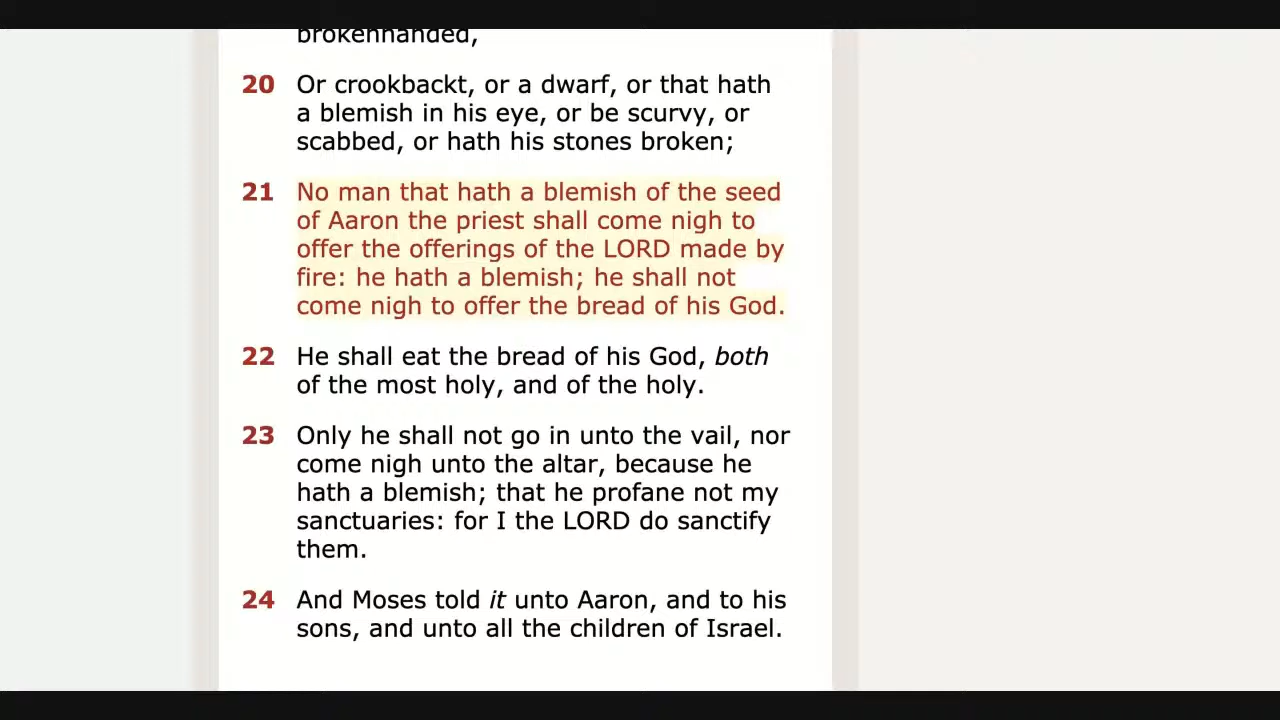 brokenhanded,
20 Or crookbackt, or a dwarf, or that hath
a blemish in his eye, or be scurvy, or
scabbed, or hath his stones broken;
21 No man that hath a blemish of the seed
of Aaron the priest shall come nigh to
offer the offerings of the LORD made by
fire: he hath a blemish; he shall not
come nigh to offer the bread of his God.
22 He shall eat the bread of his God, both
of the most holy, and of the holy.
23 Only he shall not go in unto the vail, nor
come nigh unto the altar, because he
hath a blemish; that he profane not my
sanctuaries: for I the LORD do sanctify
them.
24 And Moses told it unto Aaron, and to his
sons, and unto all the children of Israel.